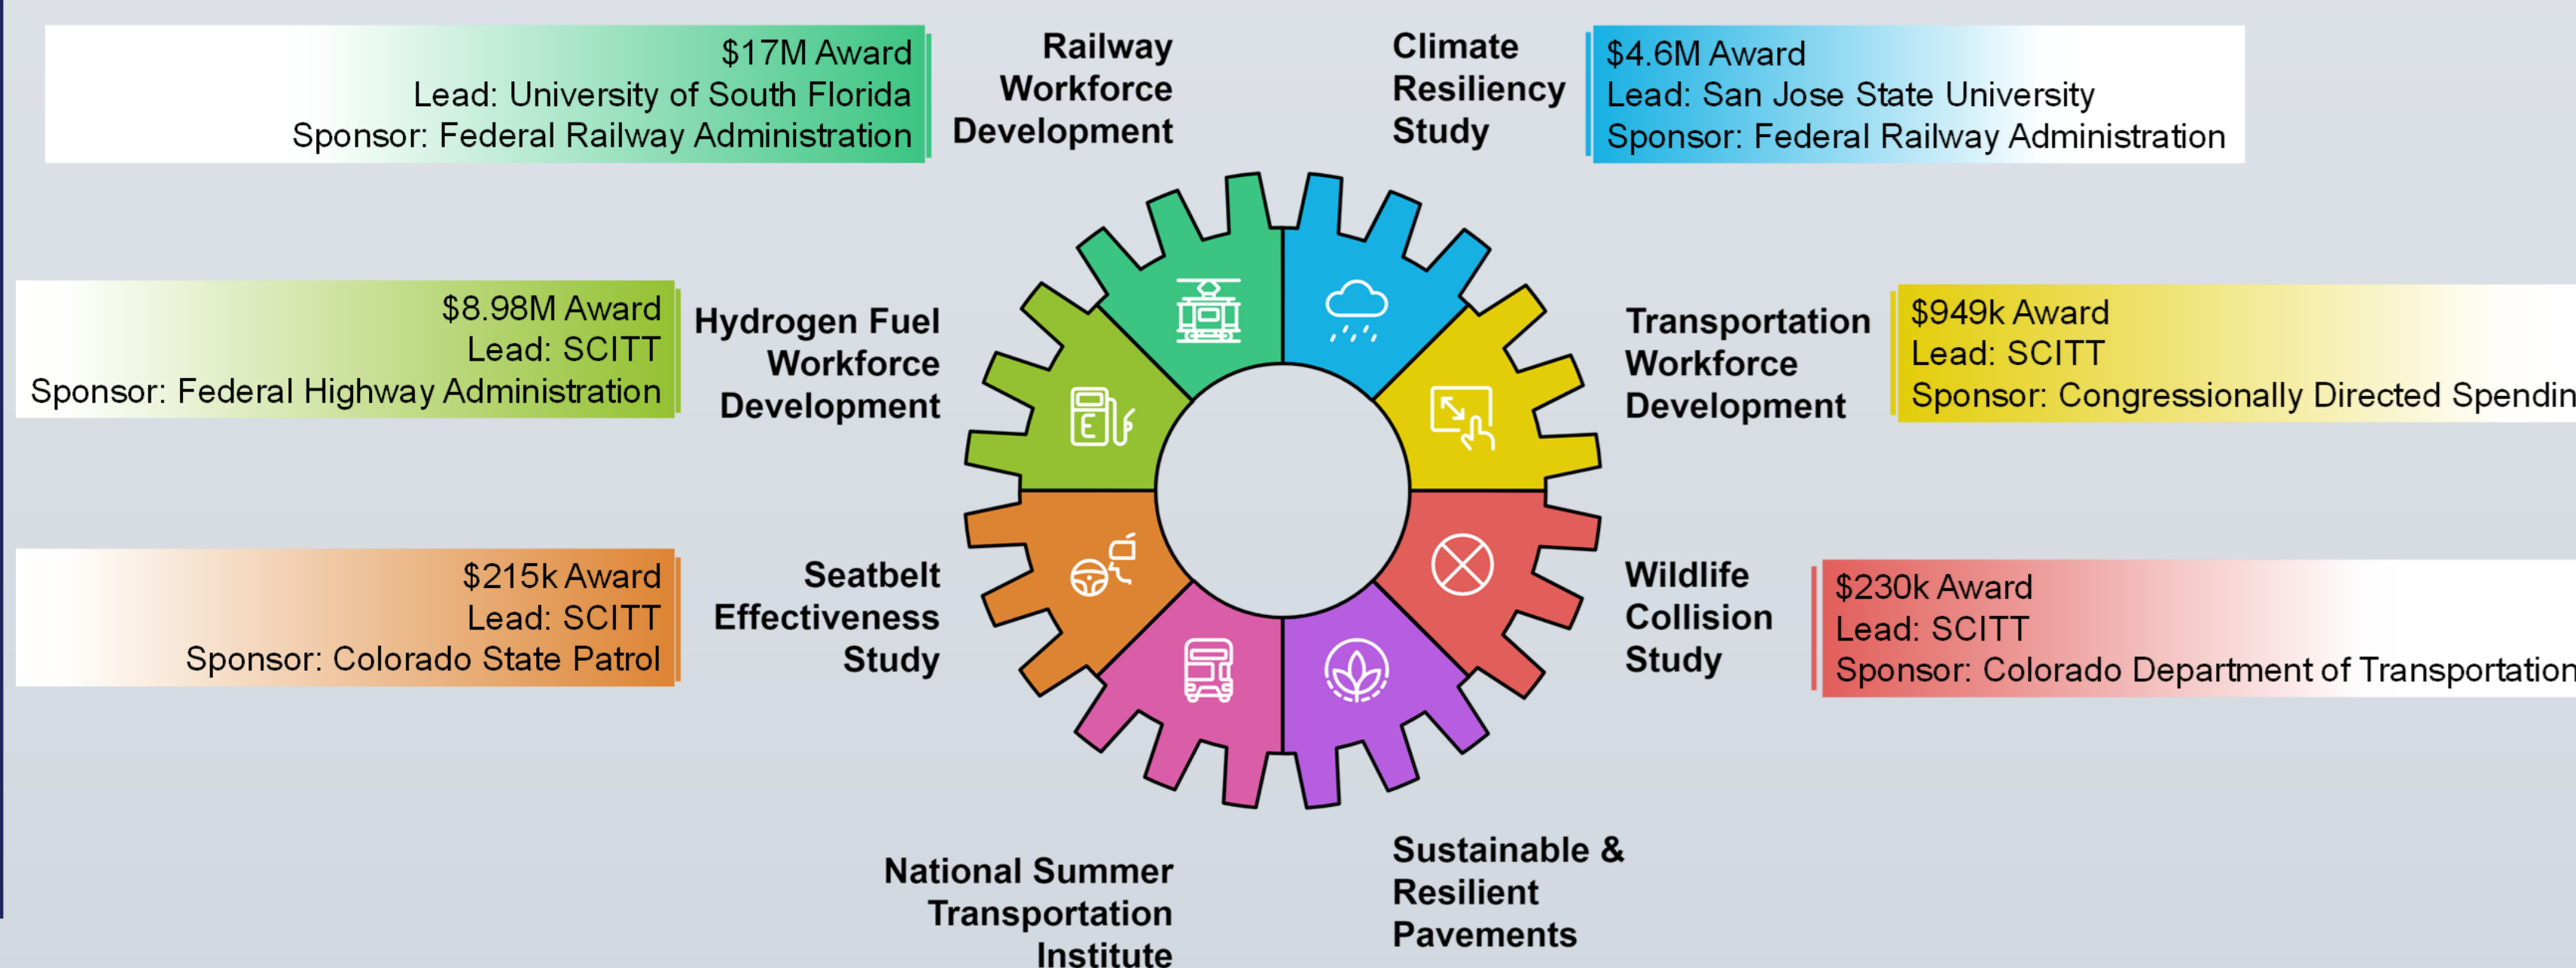 $17M Award
Lead: University of South Florida
Sponsor: Federal Railway Administration
Railway
Workforce
Development
Climate
Resiliency
Study
$4.6M Award
Lead: San Jose State University
Sponsor: Federal Railway Administration
$8.98M Award
Lead: SCITT
Sponsor: Federal Highway Administration
Hydrogen Fuel
Workforce
Development
E
Transportation
Workforce
Development
$949k Award
Lead: SCITT
Sponsor: Congressionally Directed Spendin
$215k Award
Lead: SCITT
Sponsor: Colorado State Patrol
Seatbelt
Effectiveness
Study
Wildlife
Collision
Study
$230k Award
Lead: SCITT
Sponsor: Colorado Department of Transportation
National Summer
Transportation
Institute
Sustainable &
Resilient
Pavements